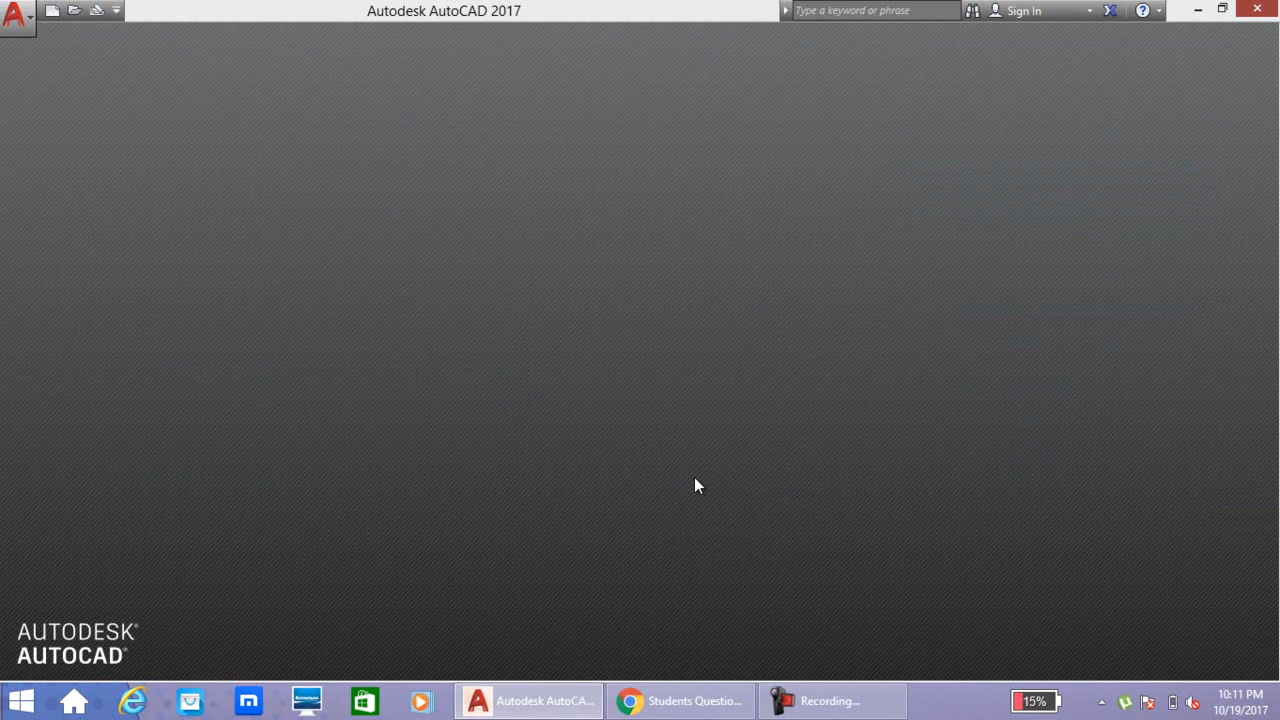 Autodesk AutoCAD 2017
Type a keyword or phrase
Sign In
AUTODESK®
AUTOCAD®
Autodesk AutoCA...
Students Questio...
Recording...
15%
10:11 PM
10/19/2017